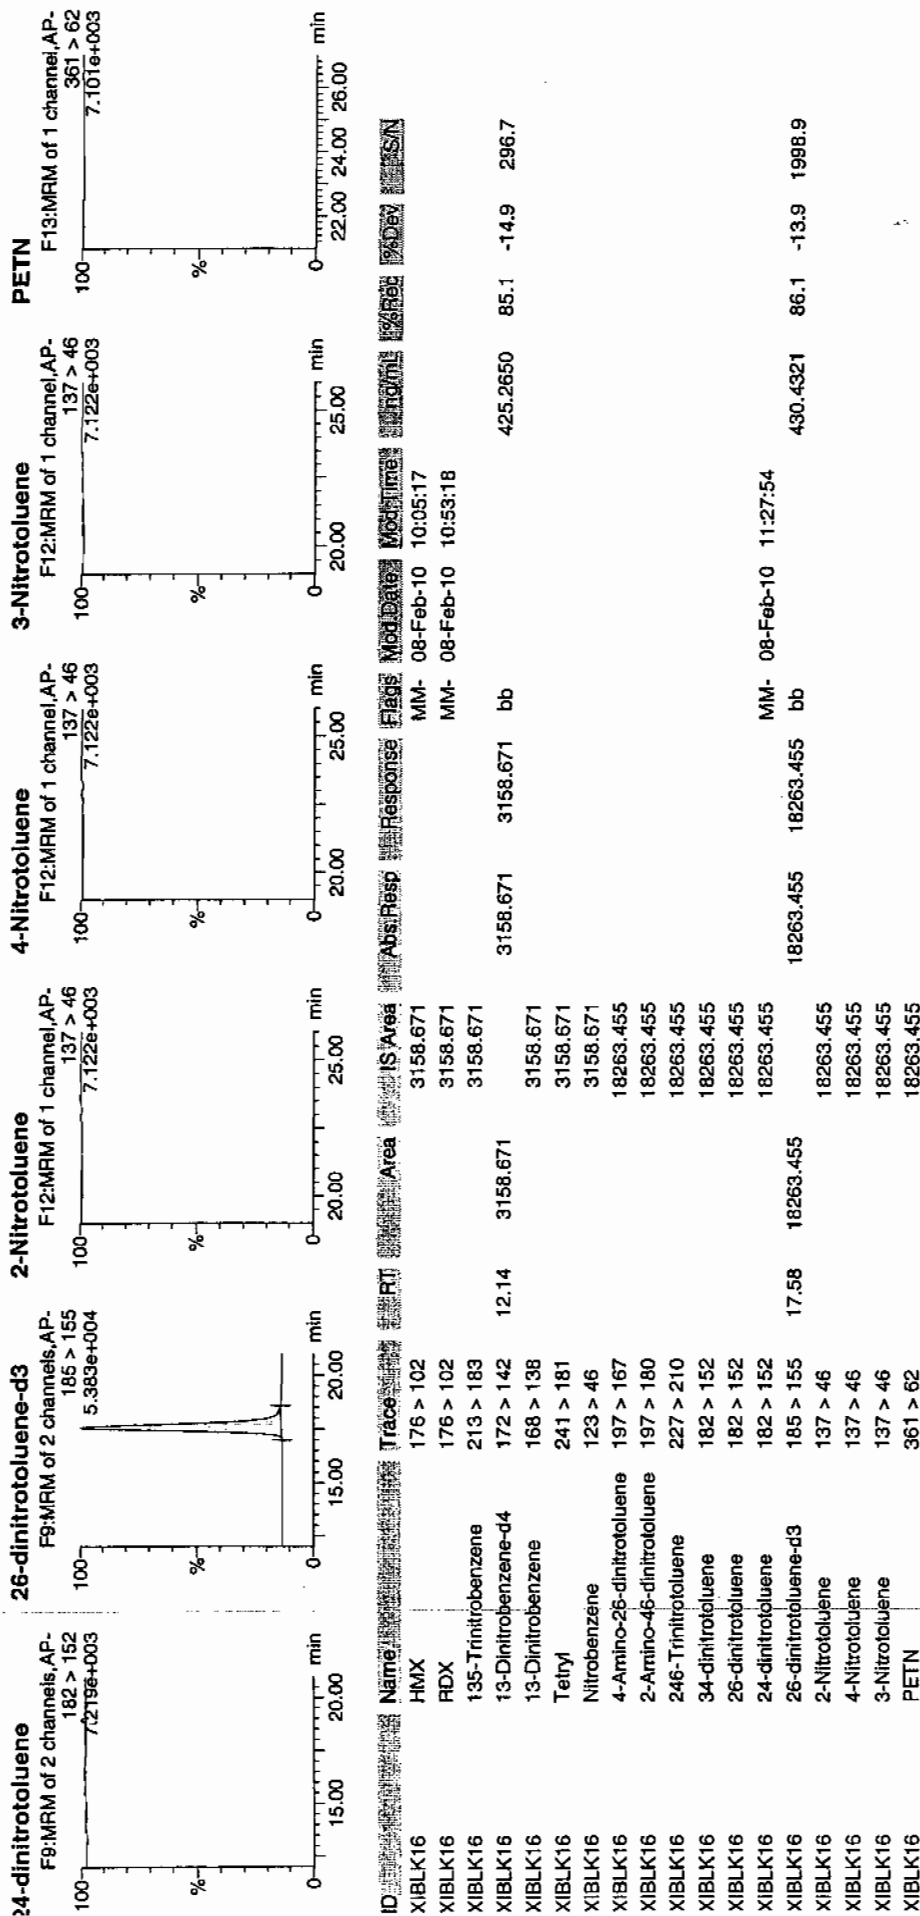 24-dinitrotoluene
F9:MRM of 2 channels,AP-
182 > 152
7.219e+003
100
%
15.00 20.00
26-dinitrotoluene-d3
F9:MRM of 2 channels,AP-
185 > 155
5.383e+004
100
%
0
15.00 20.00 min
2-Nitrotoluene
F12:MRM of 1 channel,AP-
137 > 46
7.122e+003
100
%
0
20.00 25.00 min
4-Nitrotoluene
F12:MRM of 1 channel,AP-
137 > 46
7.122e+003
100
%
0
20.00 25.00 min
3-Nitrotoluene
F12:MRM of 1 channel,AP-
137 > 46
7.122e+003
100
%
0
20.00 25.00 min
PETN
F13:MRM of 1 channel,AP-
361 > 62
7.101e+003
100
%
0
22.00 24.00 26.00 min
ID Name Trace RT Area IS Area Abs.Resp Response Flags Mod.Date Mod.Time ng/mL %Rec %Dev S/N
XIBLK16 HMX 176 > 102 3158.671 MM- 08-Feb-10 10:05:17
XIBLK16 RDX 176 > 102 3158.671 MM- 08-Feb-10 10:53:18
XIBLK16 135-Trinitrobenzene 213 > 183 3158.671
XIBLK16 13-Dinitrobenzene-d4 172 > 142 12.14 3158.671 3158.671 3158.671 bb 425.2650 85.1 -14.9 296.7
XIBLK16 13-Dinitrobenzene 168 > 138 3158.671
XIBLK16 Tetryl 241 > 181 3158.671
XIBLK16 Nitrobenzene 123 > 46 3158.671
XIBLK16 4-Amino-26-dinitrotoluene 197 > 167 18263.455
XIBLK16 2-Amino-46-dinitrotoluene 197 > 180 18263.455
XIBLK16 246-Trinitrotoluene 227 > 210 18263.455
XIBLK16 34-dinitrotoluene 182 > 152 18263.455
XIBLK16 26-dinitrotoluene 182 > 152 18263.455
XIBLK16 24-dinitrotoluene 182 > 152 18263.455 MM- 08-Feb-10 11:27:54
XIBLK16 26-dinitrotoluene-d3 185 > 155 17.58 18263.455 18263.455 18263.455 bb 430.4321 86.1 -13.9 1998.9
XIBLK16 2-Nitrotoluene 137 > 46 18263.455
XIBLK16 4-Nitrotoluene 137 > 46 18263.455
XIBLK16 3-Nitrotoluene 137 > 46 18263.455
XIBLK16 PETN 361 > 62 18263.455